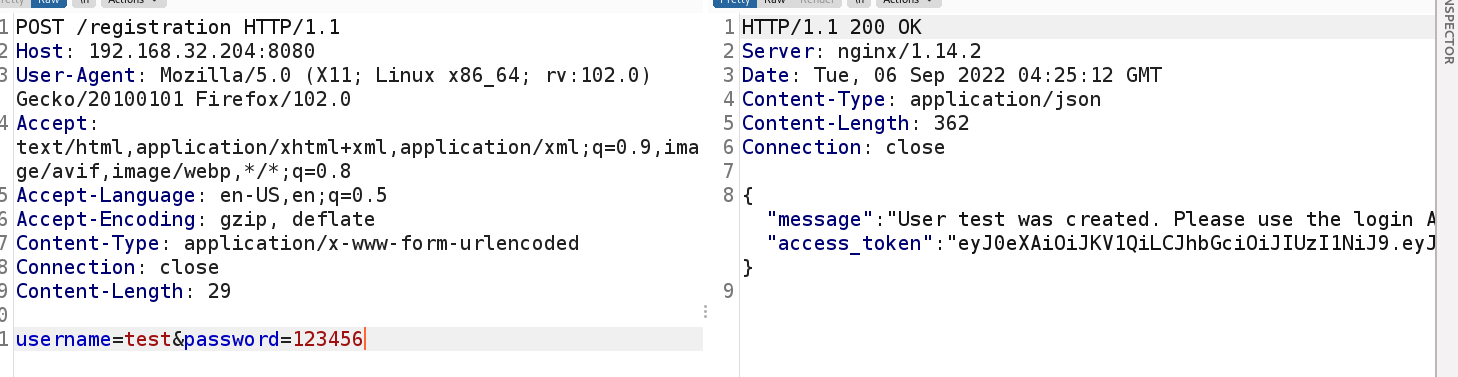 Pretty Raw \n Actions
1 POST /registration HTTP/1.1
2 Host: 192.168.32.204:8080
3 User-Agent: Mozilla/5.0 (X11; Linux x86_64; rv:102.0)
Gecko/20100101 Firefox/102.0
4 Accept:
text/html,application/xhtml+xml,application/xml;q=0.9,ima
ge/avif,image/webp,*/*;q=0.8
5 Accept-Language: en-US,en;q=0.5
6 Accept-Encoding: gzip, deflate
7 Content-Type: application/x-www-form-urlencoded
8 Connection: close
9 Content-Length: 29
0
1 username=test&password=123456
Pretty Raw Render \n Actions
1 HTTP/1.1 200 OK
2 Server: nginx/1.14.2
3 Date: Tue, 06 Sep 2022 04:25:12 GMT
4 Content-Type: application/json
5 Content-Length: 362
6 Connection: close
7
8 {
"message":"User test was created. Please use the login A
"access_token":"eyJ0eXAiOiJKV1QiLCJhbGciOiJIUzI1NiJ9.eyJ
}
9
NSPECTOR